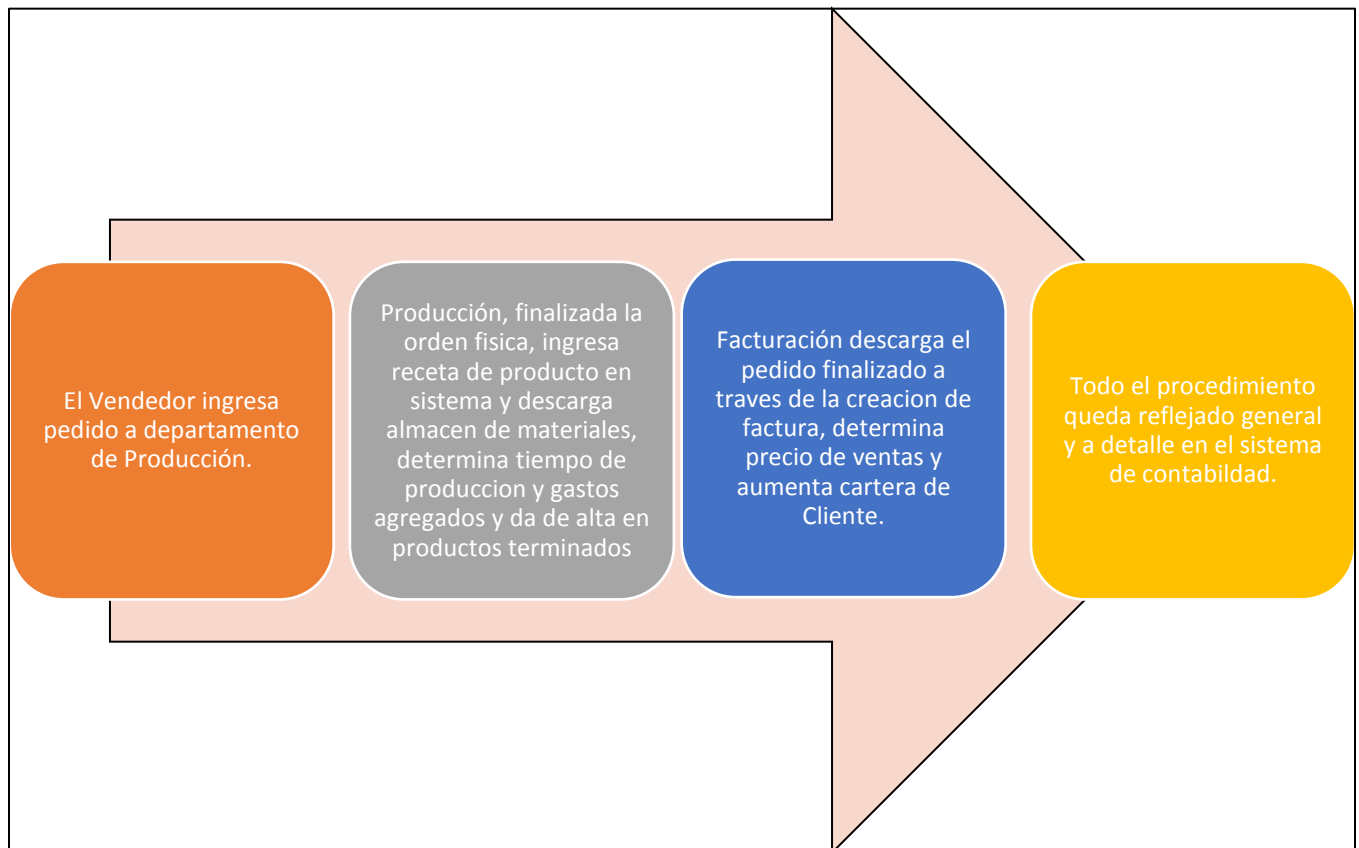 El Vendedor ingresa
pedido a departamento
de Producción.
Producción, finalizada la
orden fisica, ingresa
receta de producto en
sistema y descarga
almacen de materiales,
determina tiempo de
produccion y gastos
agregados y da de alta en
productos terminados
Facturación descarga el
pedido finalizado a
traves de la creacion de
factura, determina
precio de ventas y
aumenta cartera de
Cliente.
Todo el procedimiento
queda reflejado general
y a detalle en el sistema
de contabildad.